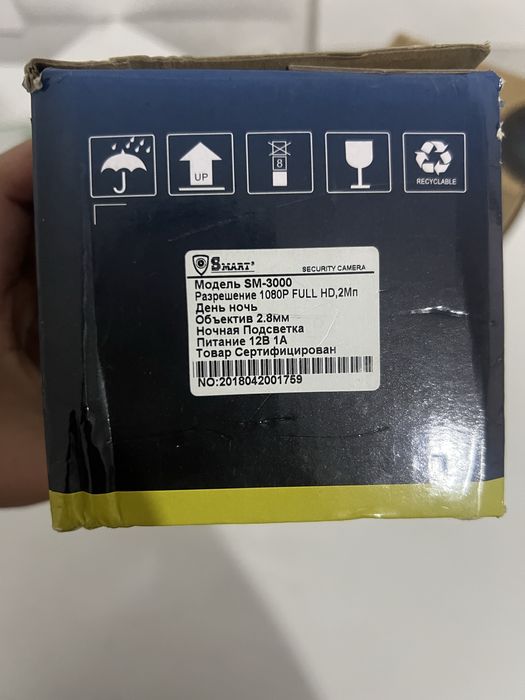 UP
8
RECYCLABLE
SMART SECURITY CAMERA
Модель SM-3000
Разрешение 1080P FULL HD,2Мп
День ночь
Объектив 2.8мм
Ночная Подсветка
Питание 12В 1А
Товар Сертифицирован
NO:2018042001759